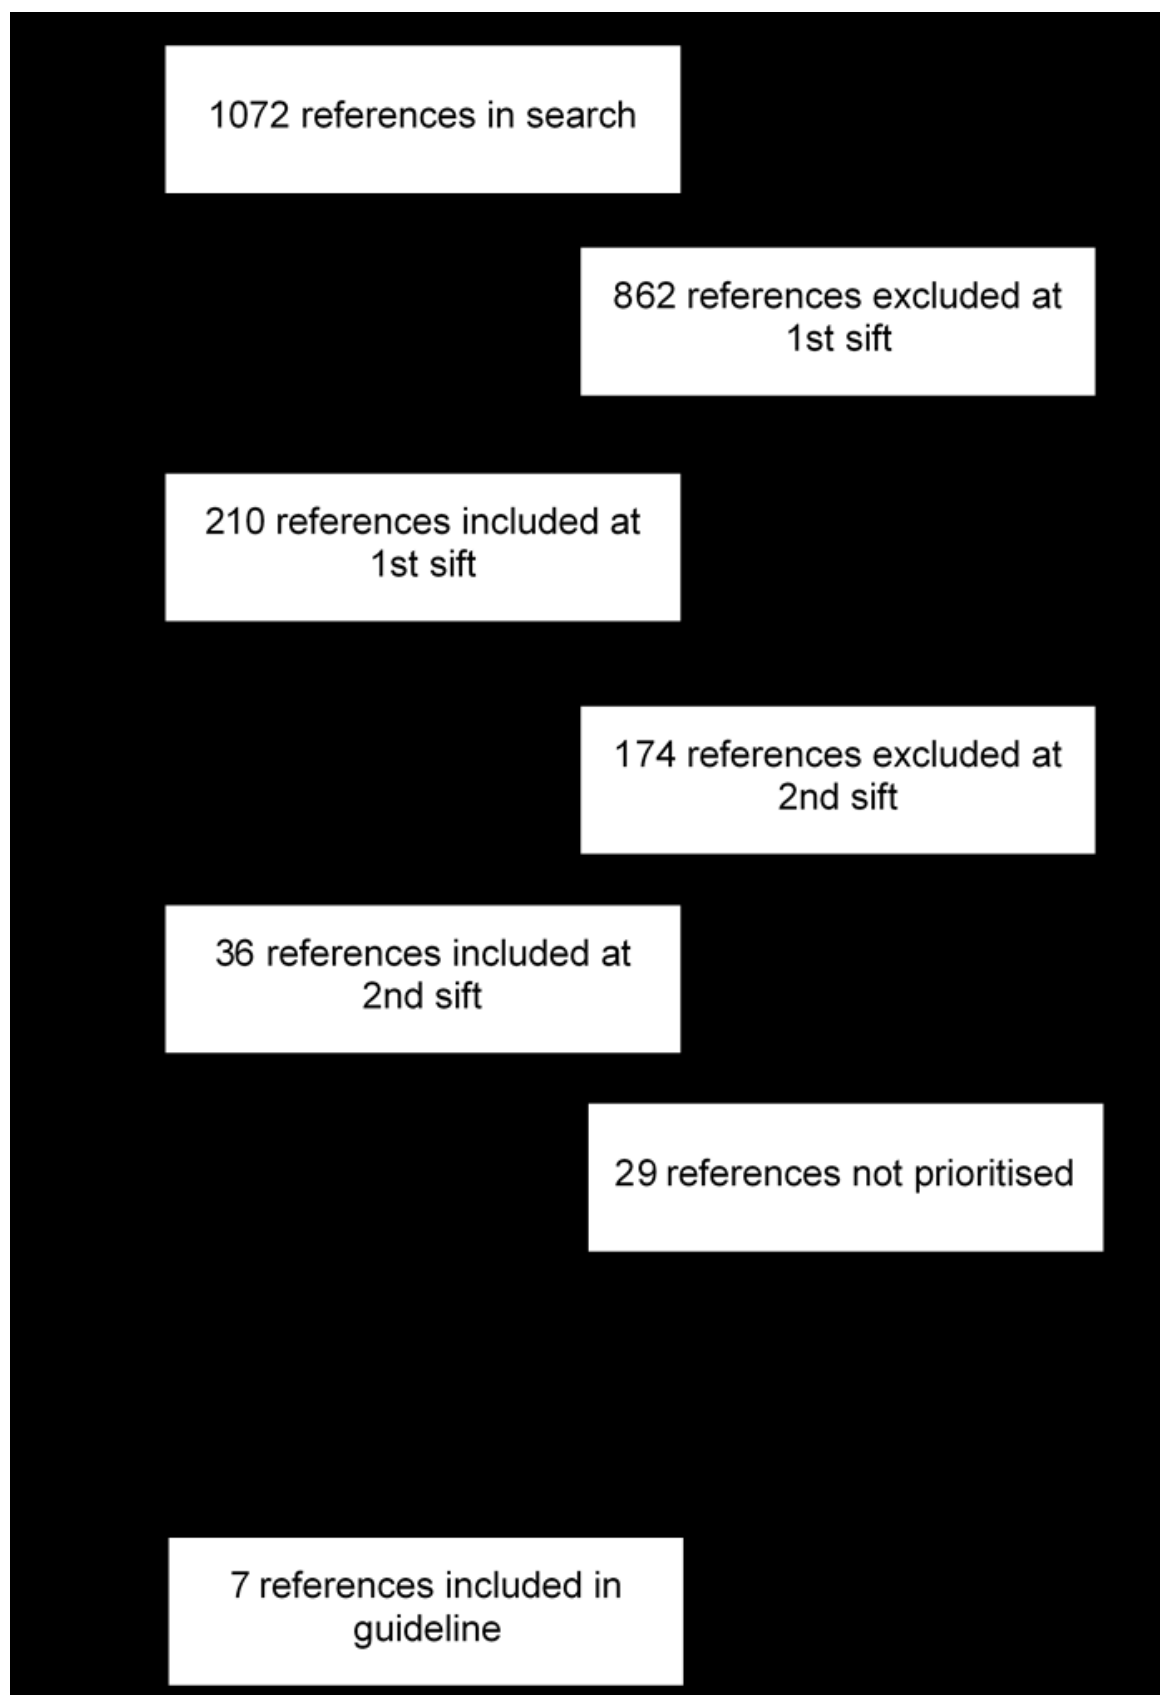 1072 references in search
862 references excluded at
1st sift
210 references included at
1st sift
174 references excluded at
2nd sift
36 references included at
2nd sift
29 references not prioritised
7 references included in
guideline